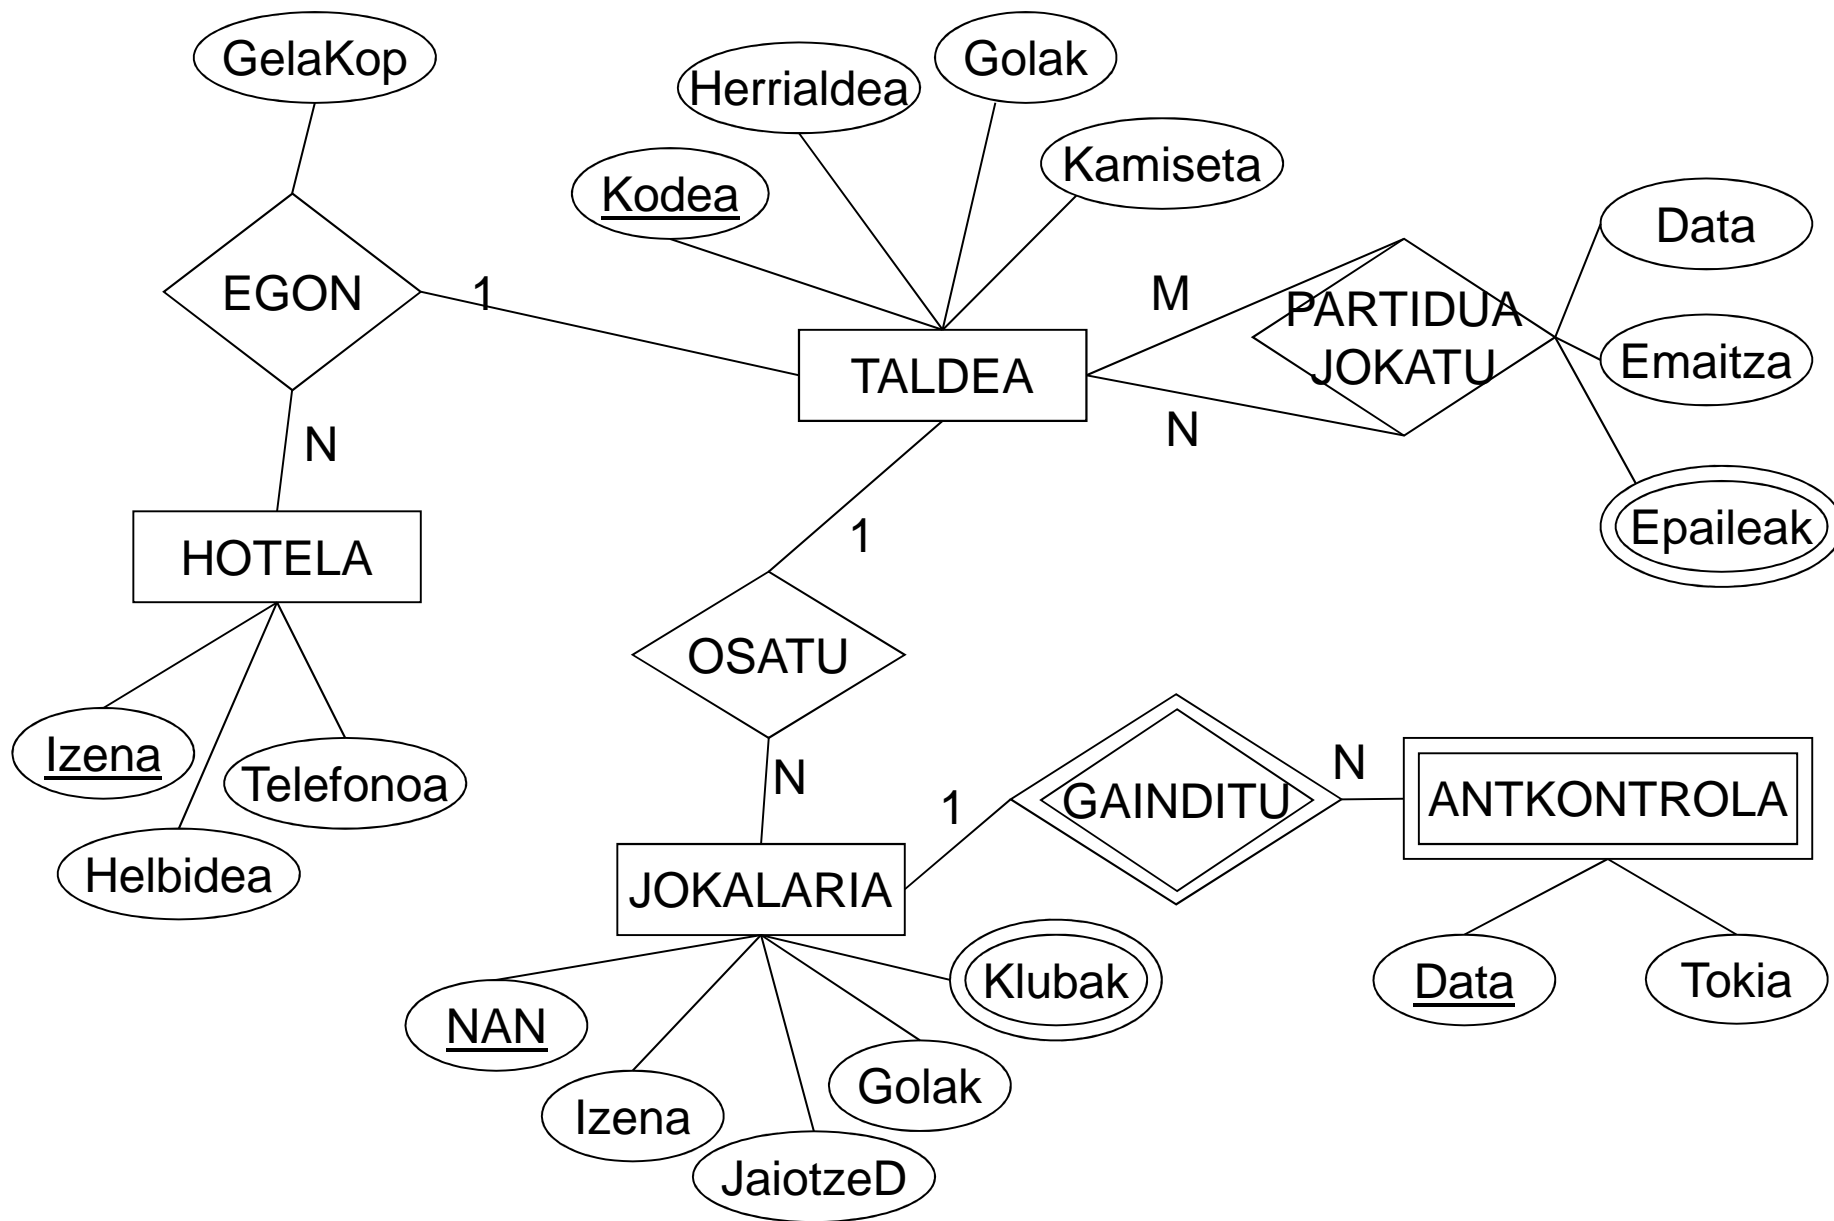 GelaKop
Herrialdea
Golak
Kodea
Kamiseta
Data
EGON
1
M
PARTIDUA
JOKATU
Emaitza
TALDEA
N
N
Epaileak
HOTELA
1
OSATU
Izena
Telefonoa
Helbidea
N
1
GAINDITU
N
ANTKONTROLA
JOKALARIA
Klubak
Data
Tokia
NAN
Izena
Golak
JaiotzeD